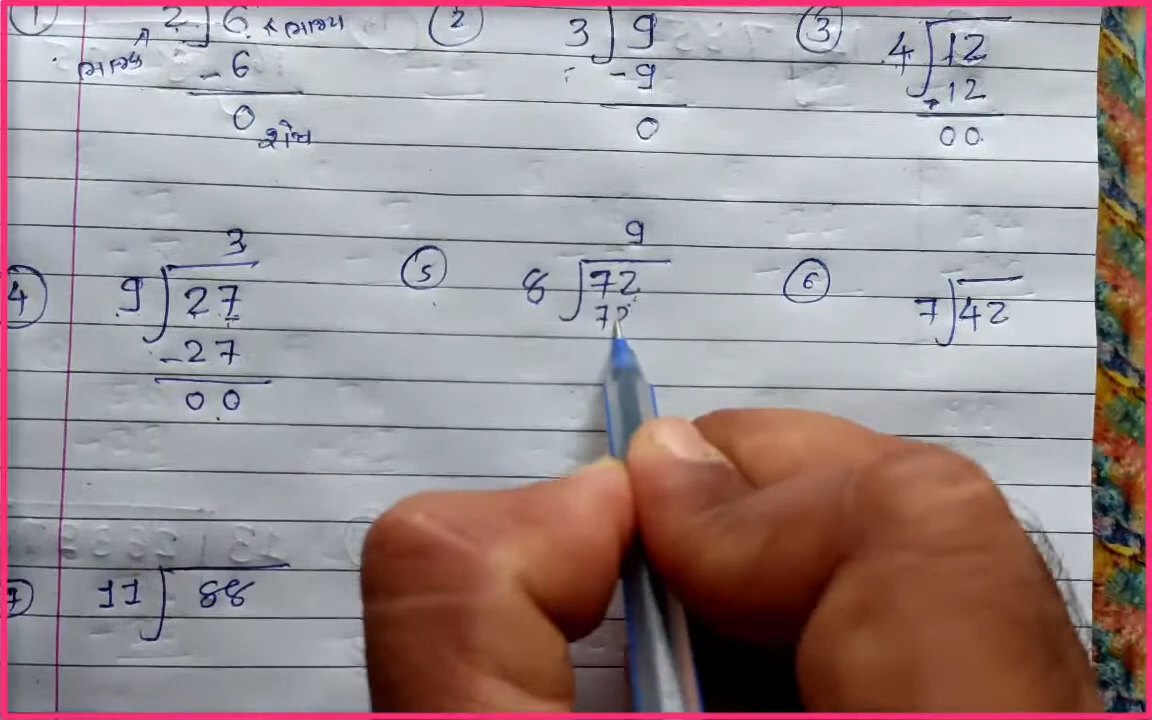 ① 2 6 ← ભાજ્ય ② 3 9 ③ 4 12
ભાજક - 6 - 9 - 12
0 શેષ 0 00
3 9
4 9 27 ⑤ 8 72 ⑥ 7 42
- 27 72
00
7 11 88